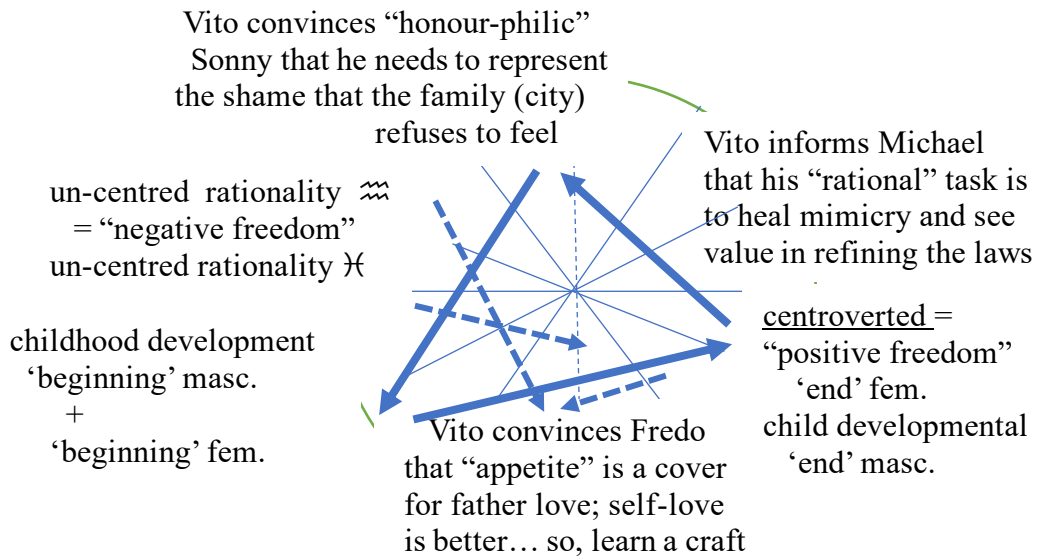 Vito convinces “honour-philic”
Sonny that he needs to represent
the shame that the family (city)
refuses to feel
Vito informs Michael
that his “rational” task is
to heal mimicry and see
value in refining the laws
un-centred rationality ♒
= “negative freedom”
un-centred rationality ♓
childhood development
‘beginning’ masc.
+
‘beginning’ fem.
centroverted =
“positive freedom”
‘end’ fem.
child developmental
‘end’ masc.
Vito convinces Fredo
that “appetite” is a cover
for father love; self-love
is better… so, learn a craft